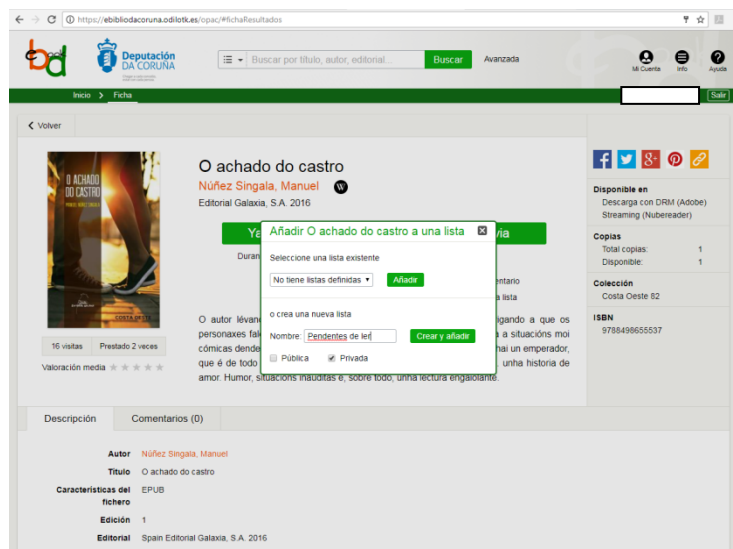 https://ebibliodacoruna.odilotk.es/opac/#fichaResultados
ebood
Deputación
DA CORUÑA
Buscar por título, autor, editorial...
Buscar
Avanzada
Mi Cuenta
Info
Ayuda
Inicio > Ficha
Salir
Volver
O ACHADO
DO CASTRO
MANUEL NÚÑEZ SINGALA
COSTA OESTE
16 visitas
Prestado 2 veces
Valoración media
O achado do castro
Núñez Singala, Manuel
W
Editorial Galaxia, S.A. 2016
Ya
via
Duran
entario
a lista
Añadir O achado do castro a una lista
Seleccione una lista existente
No tiene listas definidas
Añadir
o crea una nueva lista
Nombre: Pendentes de ler
Crear y añadir
Pública
Privada
O autor lévan
igando a que os
personaxes fal
a a situacións moi
cómicas dende
hai un emperador,
que é de todo
unha historia de
amor. Humor, situacións inauditas e, sobre todo, unha lectura engaiolante.
Disponible en
Descarga con DRM (Adobe)
Streaming (Nubereader)
Copias
Total copias: 1
Disponible: 1
Colección
Costa Oeste 82
ISBN
9788498655537
Descripción
Comentarios (0)
Autor Núñez Singala, Manuel
Título O achado do castro
Características del fichero EPUB
Edición 1
Editorial Spain Editorial Galaxia, S.A. 2016